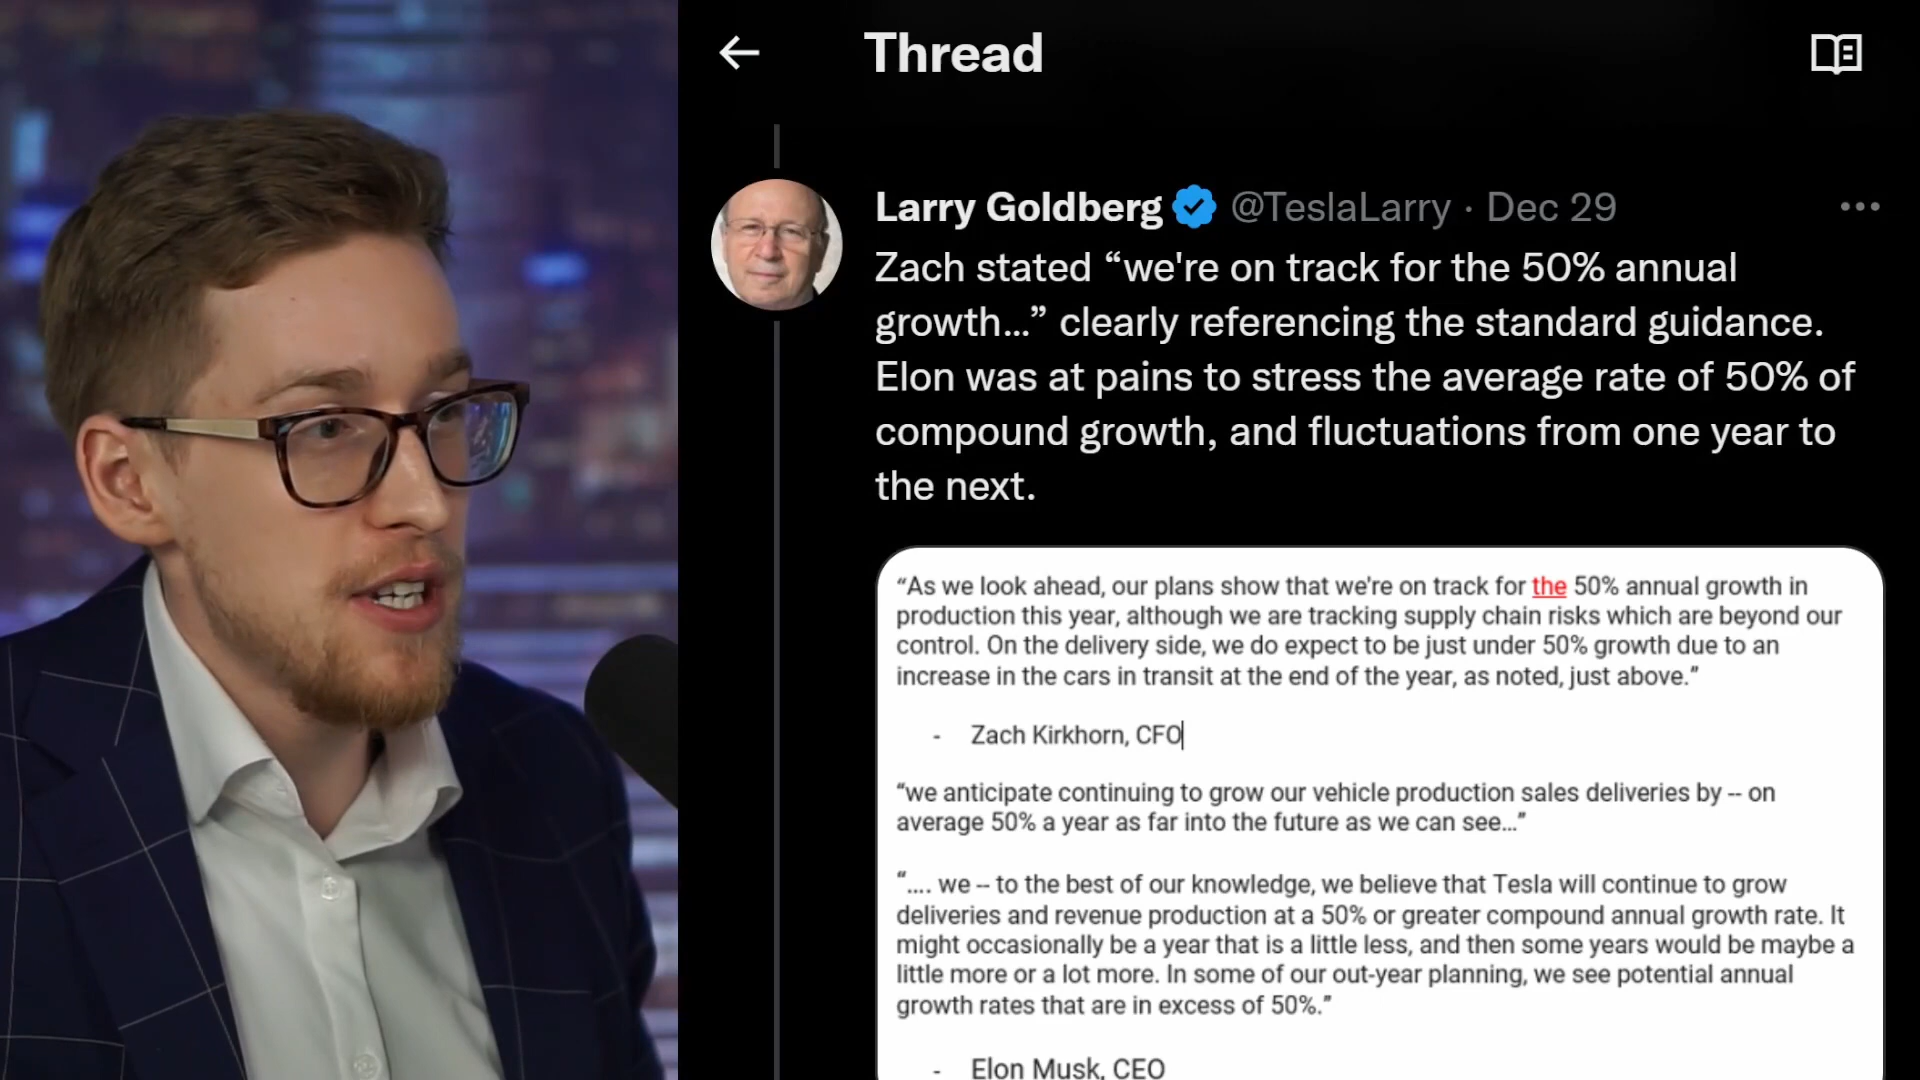 Thread
Larry Goldberg @TeslaLarry · Dec 29
Zach stated “we're on track for the 50% annual
growth...” clearly referencing the standard guidance.
Elon was at pains to stress the average rate of 50% of
compound growth, and fluctuations from one year to
the next.
“As we look ahead, our plans show that we're on track for the 50% annual growth in
production this year, although we are tracking supply chain risks which are beyond our
control. On the delivery side, we do expect to be just under 50% growth due to an
increase in the cars in transit at the end of the year, as noted, just above.”
- Zach Kirkhorn, CFO
“we anticipate continuing to grow our vehicle production sales deliveries by -- on
average 50% a year as far into the future as we can see...”
“.... we -- to the best of our knowledge, we believe that Tesla will continue to grow
deliveries and revenue production at a 50% or greater compound annual growth rate. It
might occasionally be a year that is a little less, and then some years would be maybe a
little more or a lot more. In some of our out-year planning, we see potential annual
growth rates that are in excess of 50%.”
- Elon Musk, CEO